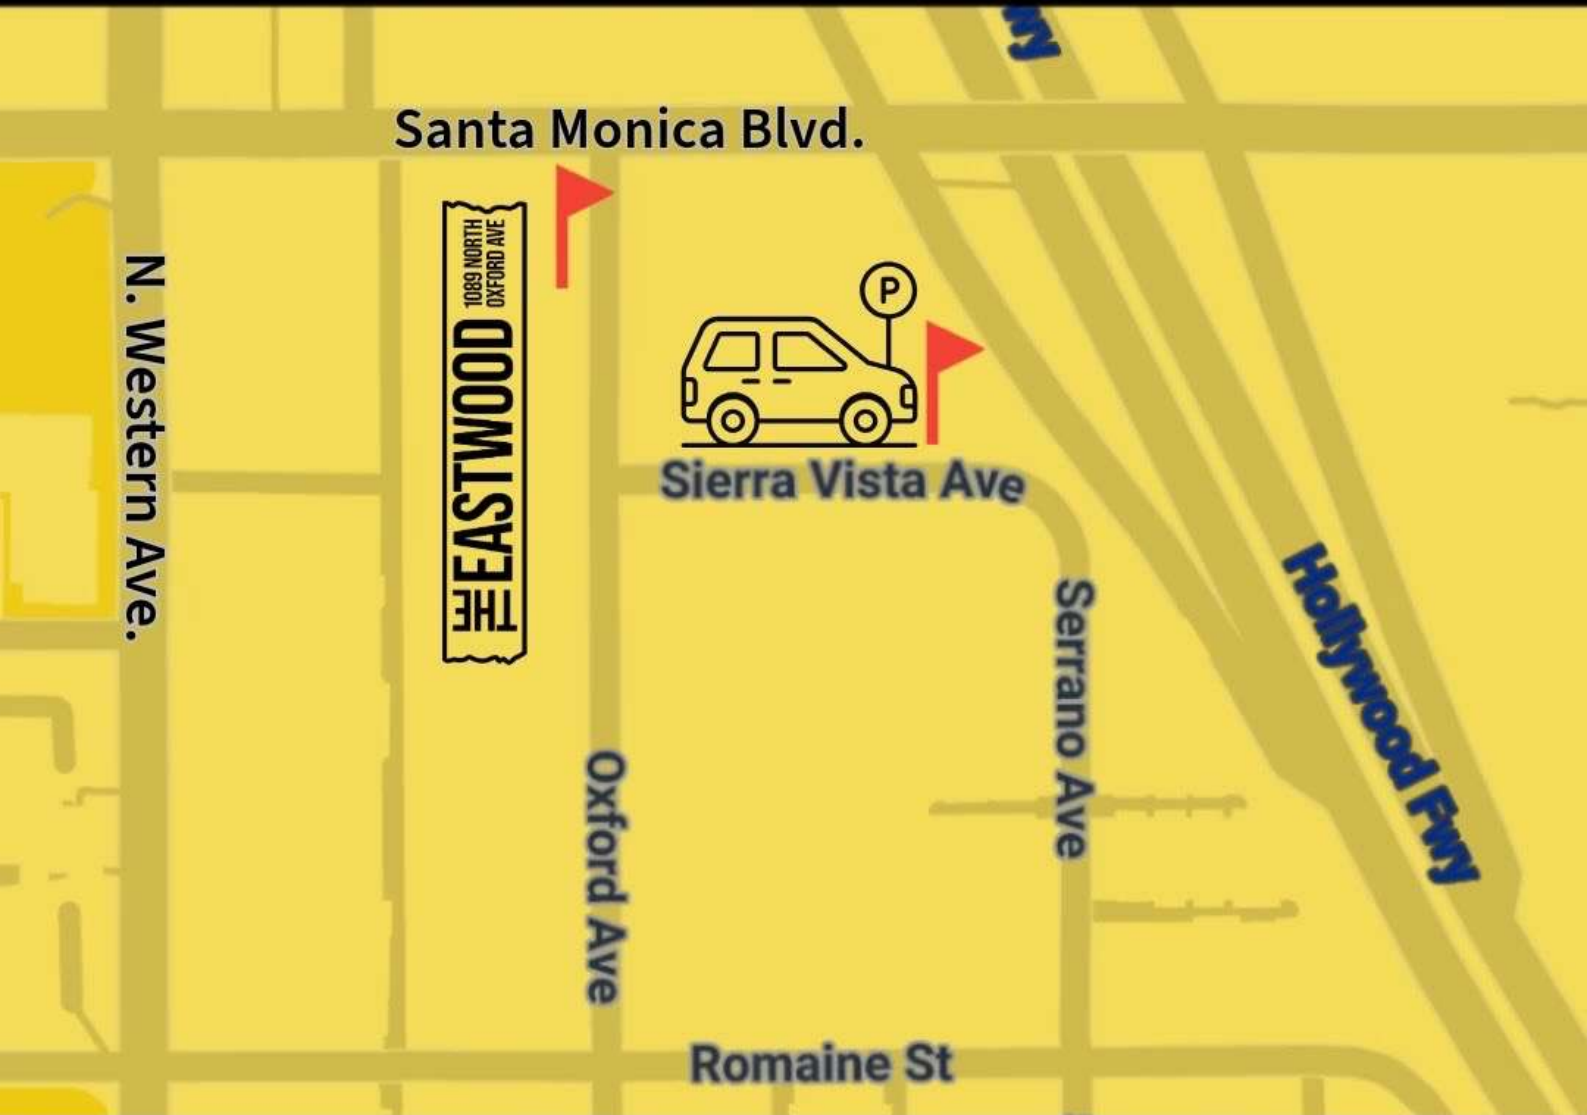 wy
Santa Monica Blvd.
N. Western Ave.
THE EASTWOOD
1089 NORTH
OXFORD AVE
P
Sierra Vista Ave
Serrano Ave
Hollywood Fwy
Oxford Ave
Romaine St